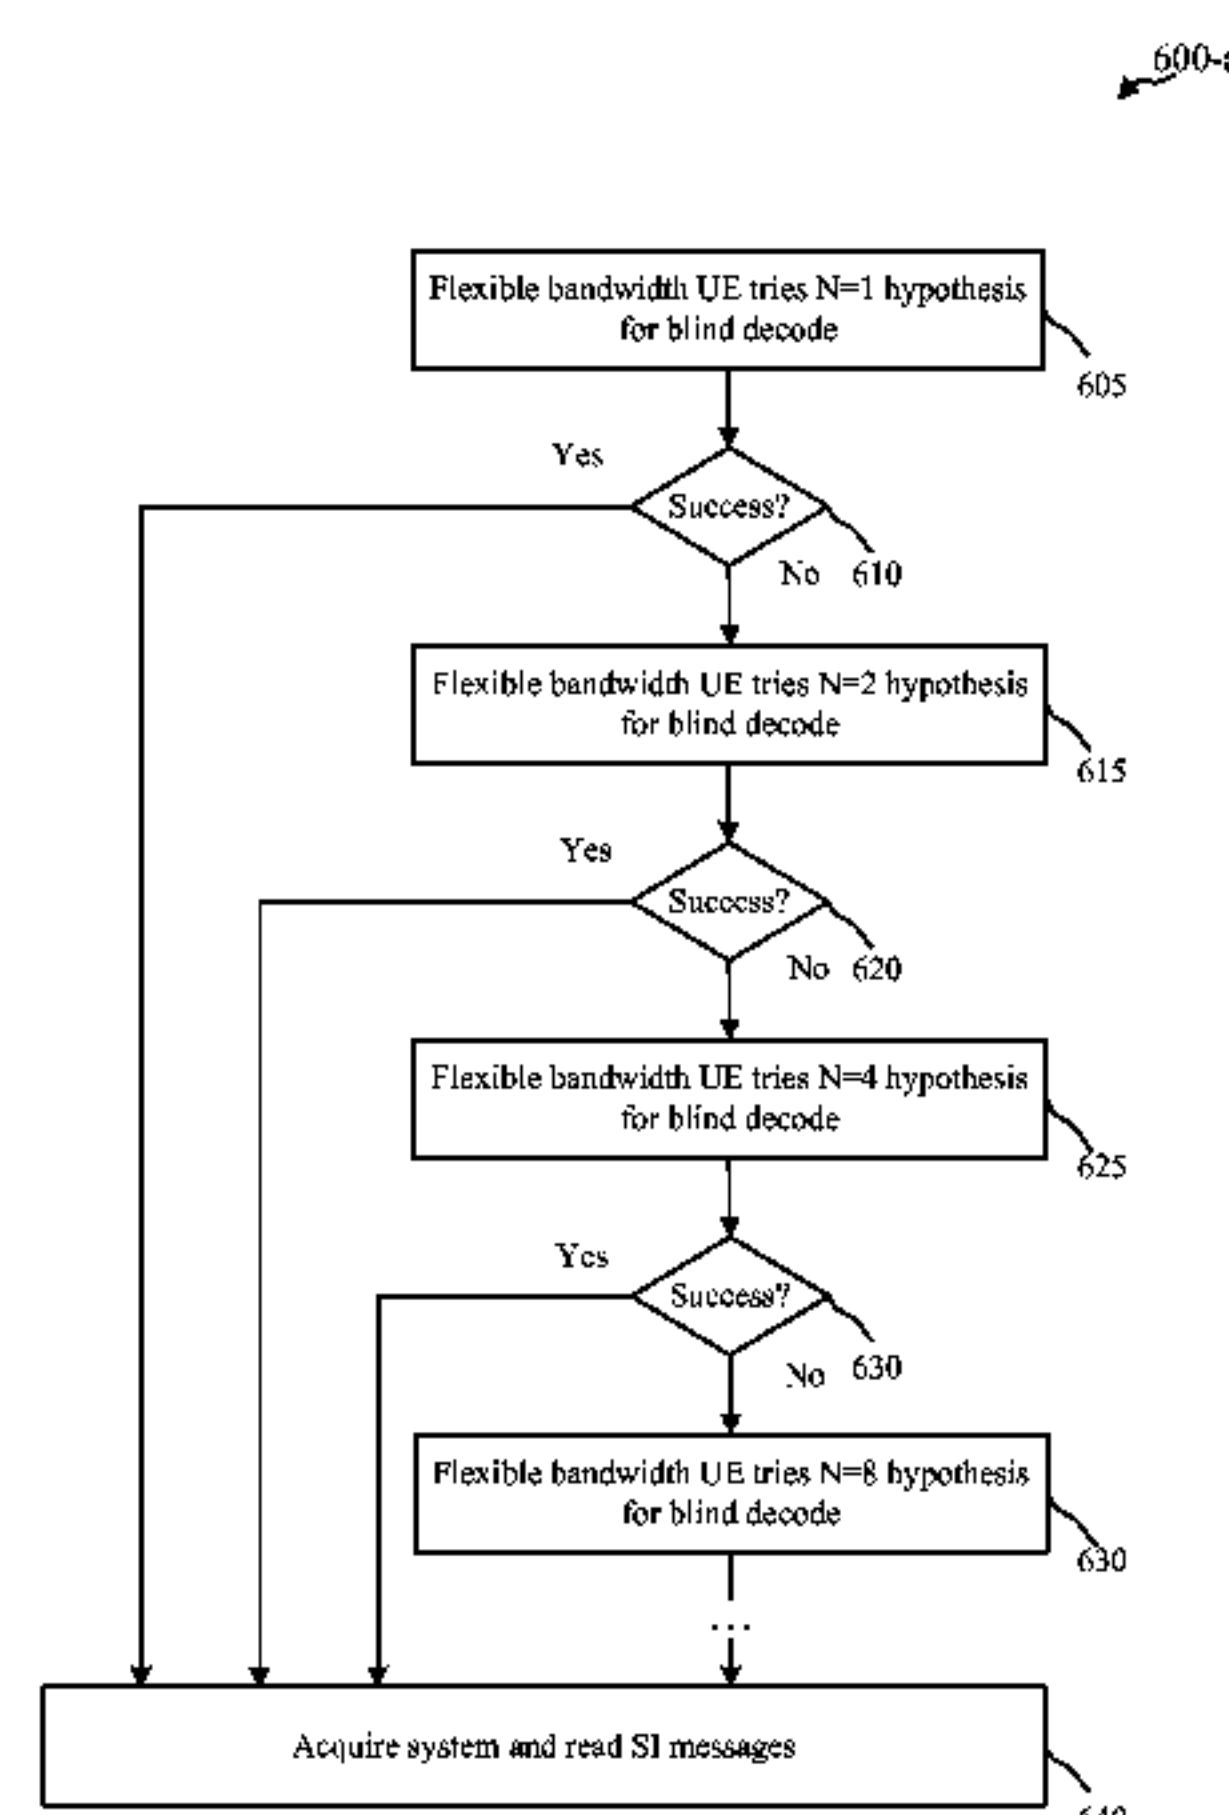 600-a
Flexible bandwidth UE tries N=1 hypothesis
for blind decode
605
Yes
Success?
No 610
Flexible bandwidth UE tries N=2 hypothesis
for blind decode
615
Yes
Success?
No 620
Flexible bandwidth UE tries N=4 hypothesis
for blind decode
625
Yes
Success?
No 630
Flexible bandwidth UE tries N=8 hypothesis
for blind decode
630
...
Acquire system and read SI messages